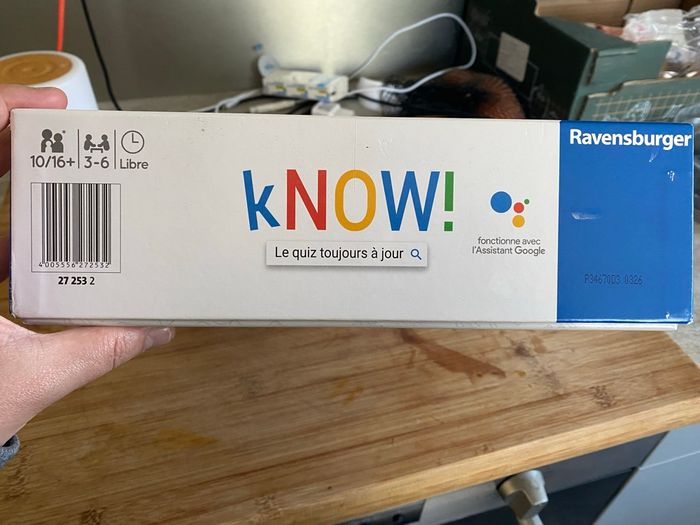 10/16+ 3-6 Libre
4005556272532
27 253 2
kNOW!
Le quiz toujours à jour
fonctionne avec
l'Assistant Google
Ravensburger
P34670D3 0326